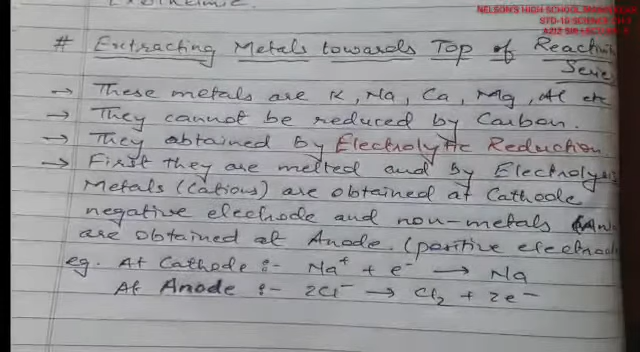 NELSON'S HIGH SCHOOL
STD-10 SCIENCE
# Extracting Metals towards Top of
Series
→ These metals are K, Na, Ca, Mg, Al etc
→ They cannot be reduced by Carbon.
→ They obtained by Electrolytic Reduction
→ First they are melted and by
Metals (Cations) are obtained at Cathode
negative electrode and non-metals
are obtained at Anode. (positive
eg. At Cathode :- Na⁺ + e⁻ → Na
At Anode :- 2Cl⁻ → Cl₂ + 2e⁻